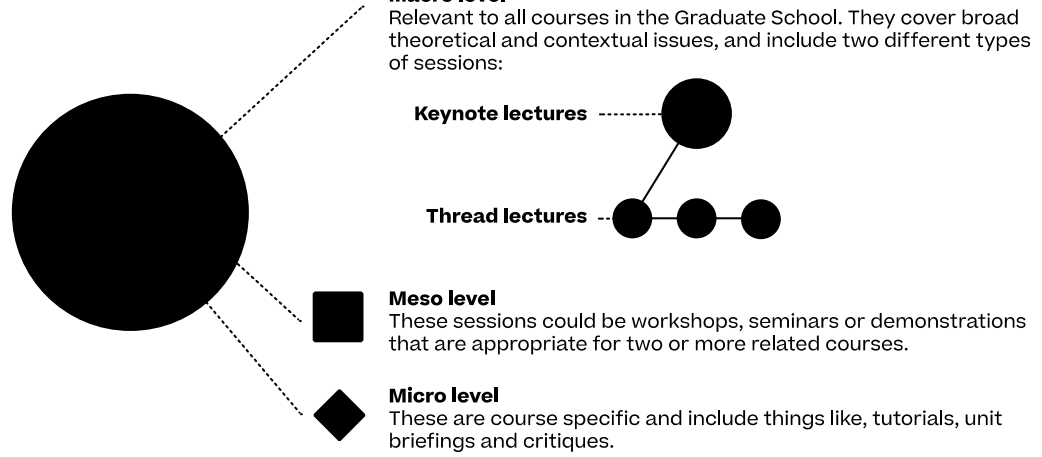 Relevant to all courses in the Graduate School. They cover broad
theoretical and contextual issues, and include two different types
of sessions:
Keynote lectures
Thread lectures
Meso level
These sessions could be workshops, seminars or demonstrations
that are appropriate for two or more related courses.
Micro level
These are course specific and include things like, tutorials, unit
briefings and critiques.